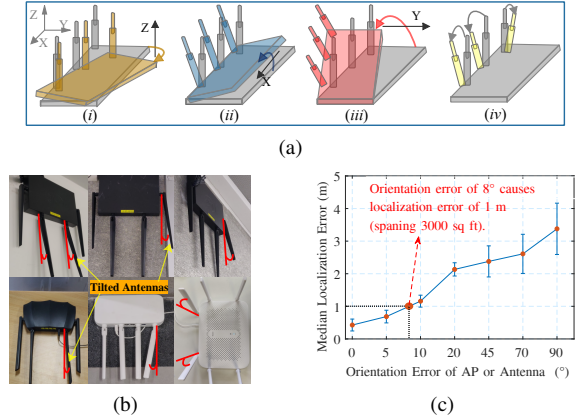 Z
Y
X
Z
X
Y
(i)
(ii)
(iii)
(iv)
(a)
Tilted Antennas
(b)
Median Localization Error (m)
5
4
3
2
1
0
Orientation error of 8° causes
localization error of 1 m
(spaning 3000 sq ft).
0 5 10 20 45 70 90
Orientation Error of AP or Antenna (°)
(c)